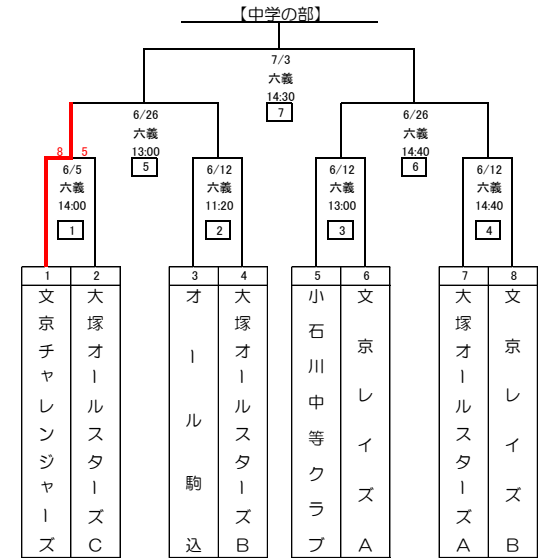 【中学の部】
7/3
六義
14:30
7
6/26
六義
13:00
5
6/26
六義
14:40
6
8 5
6/5
六義
14:00
1
6/12
六義
11:20
2
6/12
六義
13:00
3
6/12
六義
14:40
4
1 2 3 4 5 6 7 8
文京チャレンジャーズ
大塚オールスターズC
オール駒込
大塚オールスターズB
小石川中等クラブ
文京レイズA
大塚オールスターズA
文京レイズB